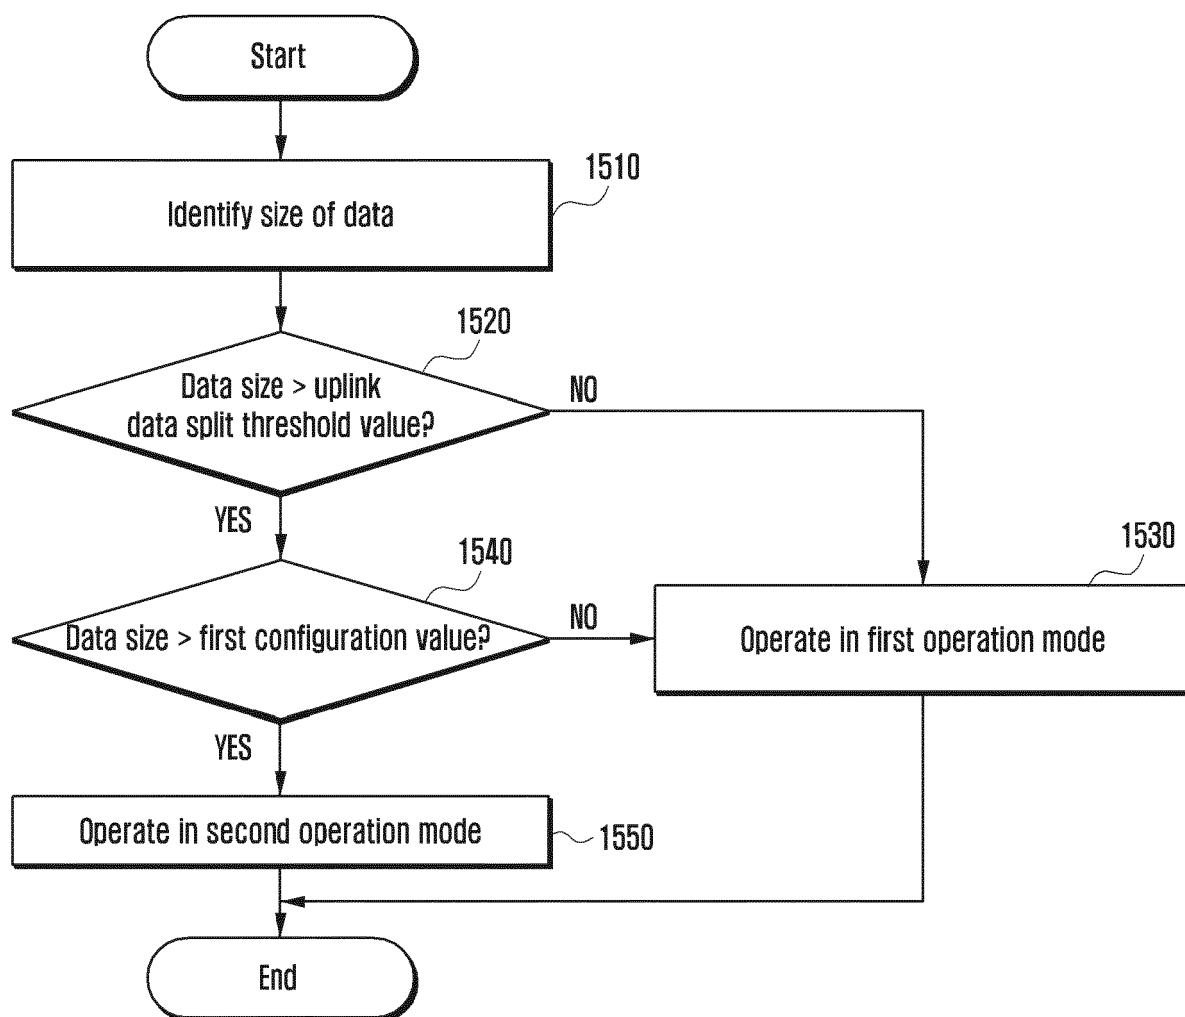 Start
1510
Identify size of data
1520
Data size > uplink
data split threshold value?
NO
YES
1540
1530
Data size > first configuration value?
NO
Operate in first operation mode
YES
Operate in second operation mode
1550
End